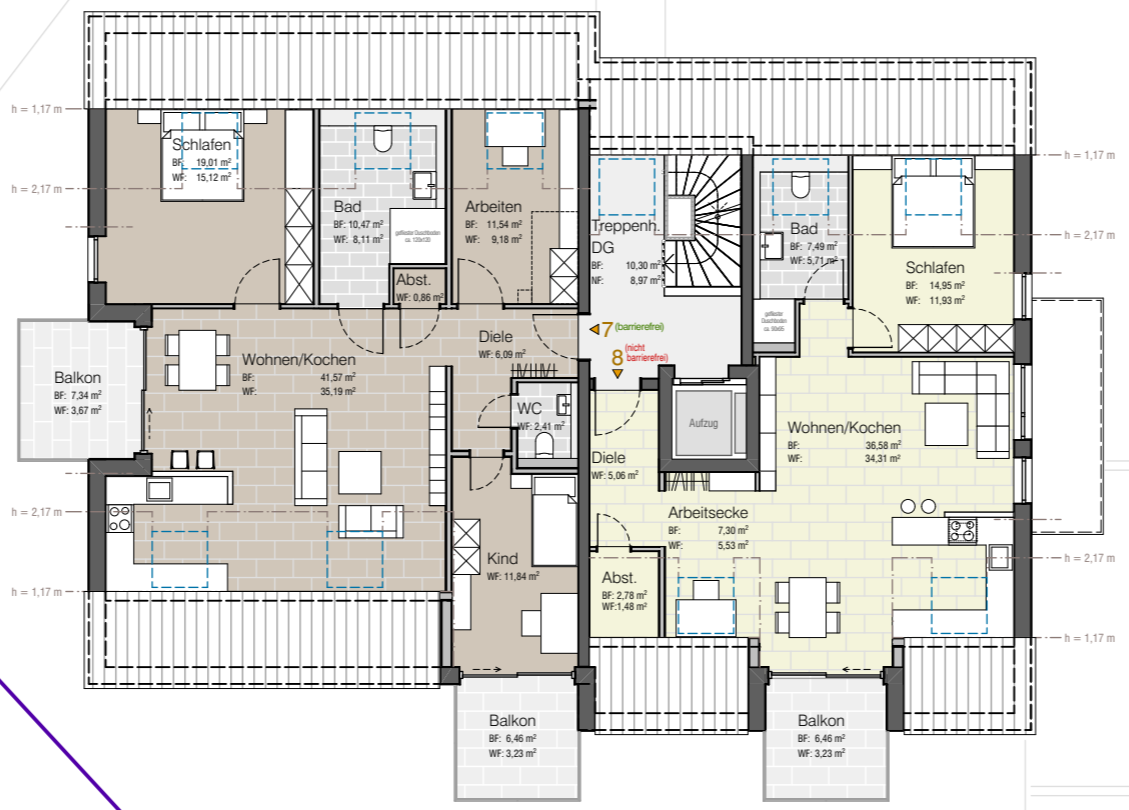 h = 1,17 m
h = 2,17 m
h = 2,17 m
h = 1,17 m
h = 1,17 m
h = 2,17 m
h = 2,17 m
h = 1,17 m
Schlafen
BF: 19,01 m²
WF: 15,12 m²
Bad
BF: 10,47 m²
WF: 8,11 m²
gefliester Duschboden
ca. 120x120
Arbeiten
BF: 11,54 m²
WF: 9,18 m²
Abst.
WF: 0,86 m²
Treppenh.
DG
BF: 10,30 m²
NF: 8,97 m²
Bad
BF: 7,49 m²
WF: 5,71 m²
gefliester
Duschboden
Schlafen
BF: 14,95 m²
WF: 11,93 m²
7 (barrierefrei)
8 (nicht
barrierefrei)
Diele
WF: 6,09 m²
Wohnen/Kochen
BF: 41,57 m²
WF: 35,19 m²
Balkon
BF: 7,34 m²
WF: 3,67 m²
WC
WF: 2,41 m²
Aufzug
Wohnen/Kochen
BF: 36,58 m²
WF: 34,31 m²
Diele
WF: 5,06 m²
Arbeitsecke
BF: 7,30 m²
WF: 5,53 m²
Kind
WF: 11,84 m²
Abst.
BF: 2,78 m²
WF:1,48 m²
Balkon
BF: 6,46 m²
WF: 3,23 m²
Balkon
BF: 6,46 m²
WF: 3,23 m²